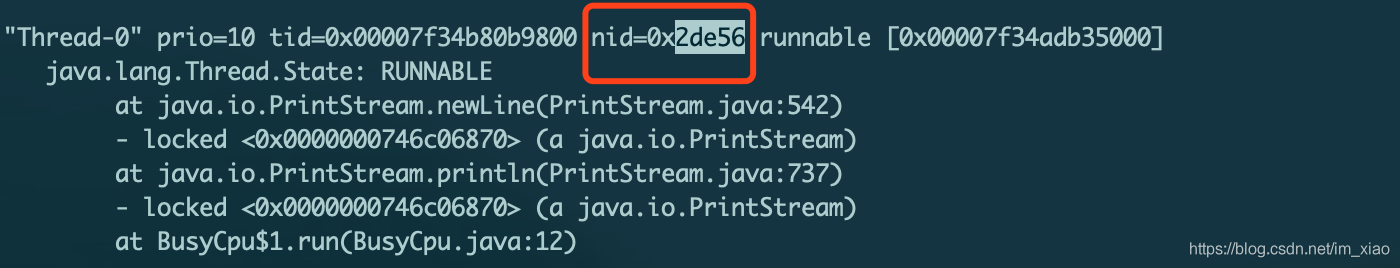 "Thread-0" prio=10 tid=0x00007f34b80b9800 nid=0x2de56 runnable [0x00007f34adb35000]
java.lang.Thread.State: RUNNABLE
at java.io.PrintStream.newLine(PrintStream.java:542)
- locked <0x0000000746c06870> (a java.io.PrintStream)
at java.io.PrintStream.println(PrintStream.java:737)
- locked <0x0000000746c06870> (a java.io.PrintStream)
at BusyCpu$1.run(BusyCpu.java:12)
https://blog.csdn.net/im_xiao